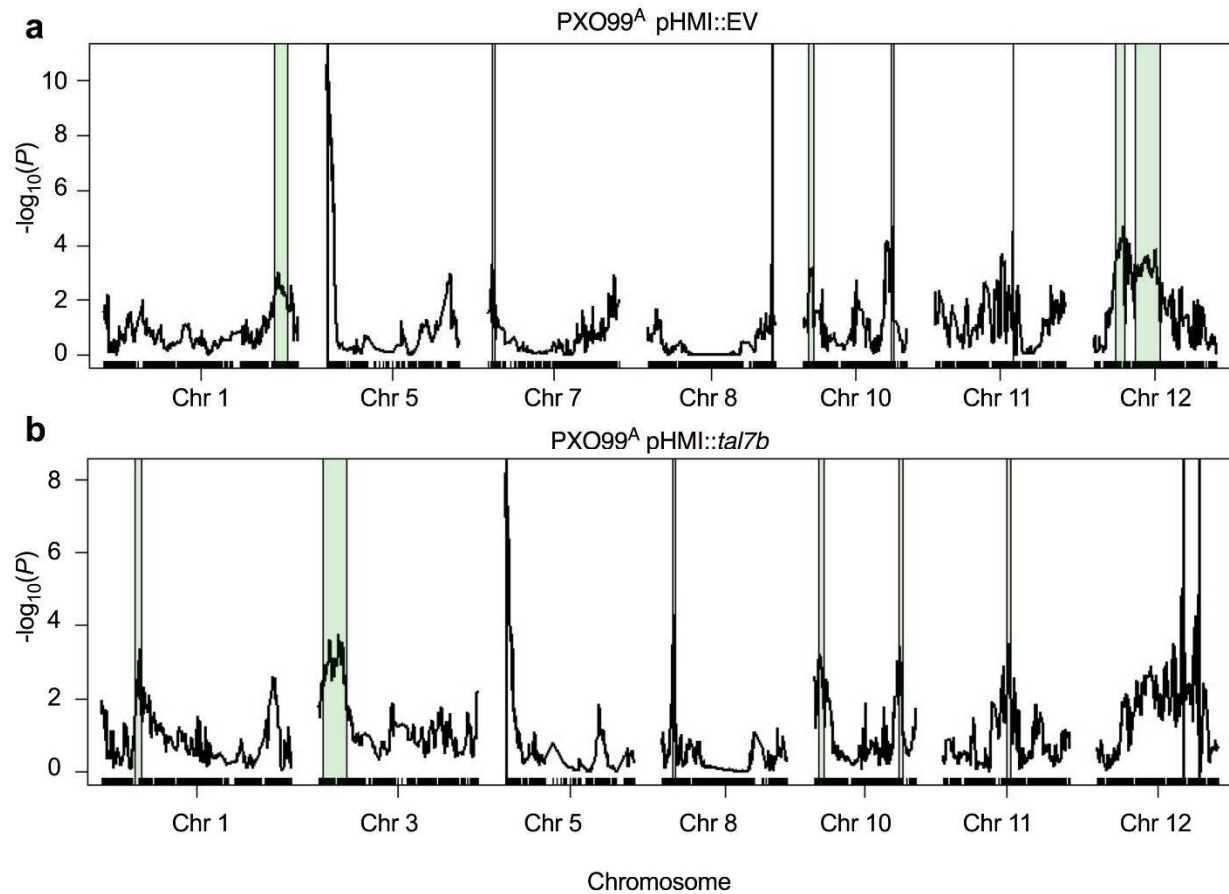 a
PXO99ᴬ pHMI::EV
-log₁₀(P)
10
8
6
4
2
0
Chr 1 Chr 5 Chr 7 Chr 8 Chr 10 Chr 11 Chr 12
b
PXO99ᴬ pHMI::tal7b
-log₁₀(P)
8
6
4
2
0
Chr 1 Chr 3 Chr 5 Chr 8 Chr 10 Chr 11 Chr 12
Chromosome